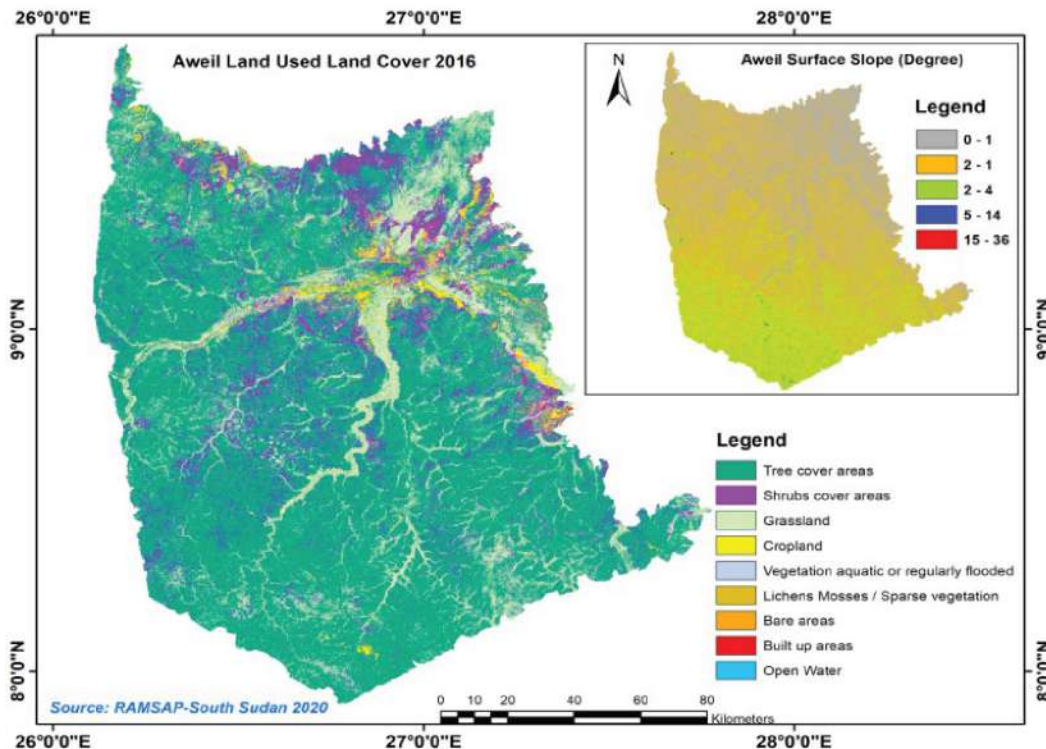 26°0'0"E 27°0'0"E 28°0'0"E
Aweil Land Used Land Cover 2016
N
Aweil Surface Slope (Degree)
Legend
0 - 1
2 - 1
2 - 4
5 - 14
15 - 36
9°0'0"N
9°0'0"N
Legend
Tree cover areas
Shrubs cover areas
Grassland
Cropland
Vegetation aquatic or regularly flooded
Lichens Mosses / Sparse vegetation
Bare areas
Built up areas
Open Water
8°0'0"N
8°0'0"N
Source: RAMSAP-South Sudan 2020
0 10 20 40 60 80
Kilometers
26°0'0"E 27°0'0"E 28°0'0"E